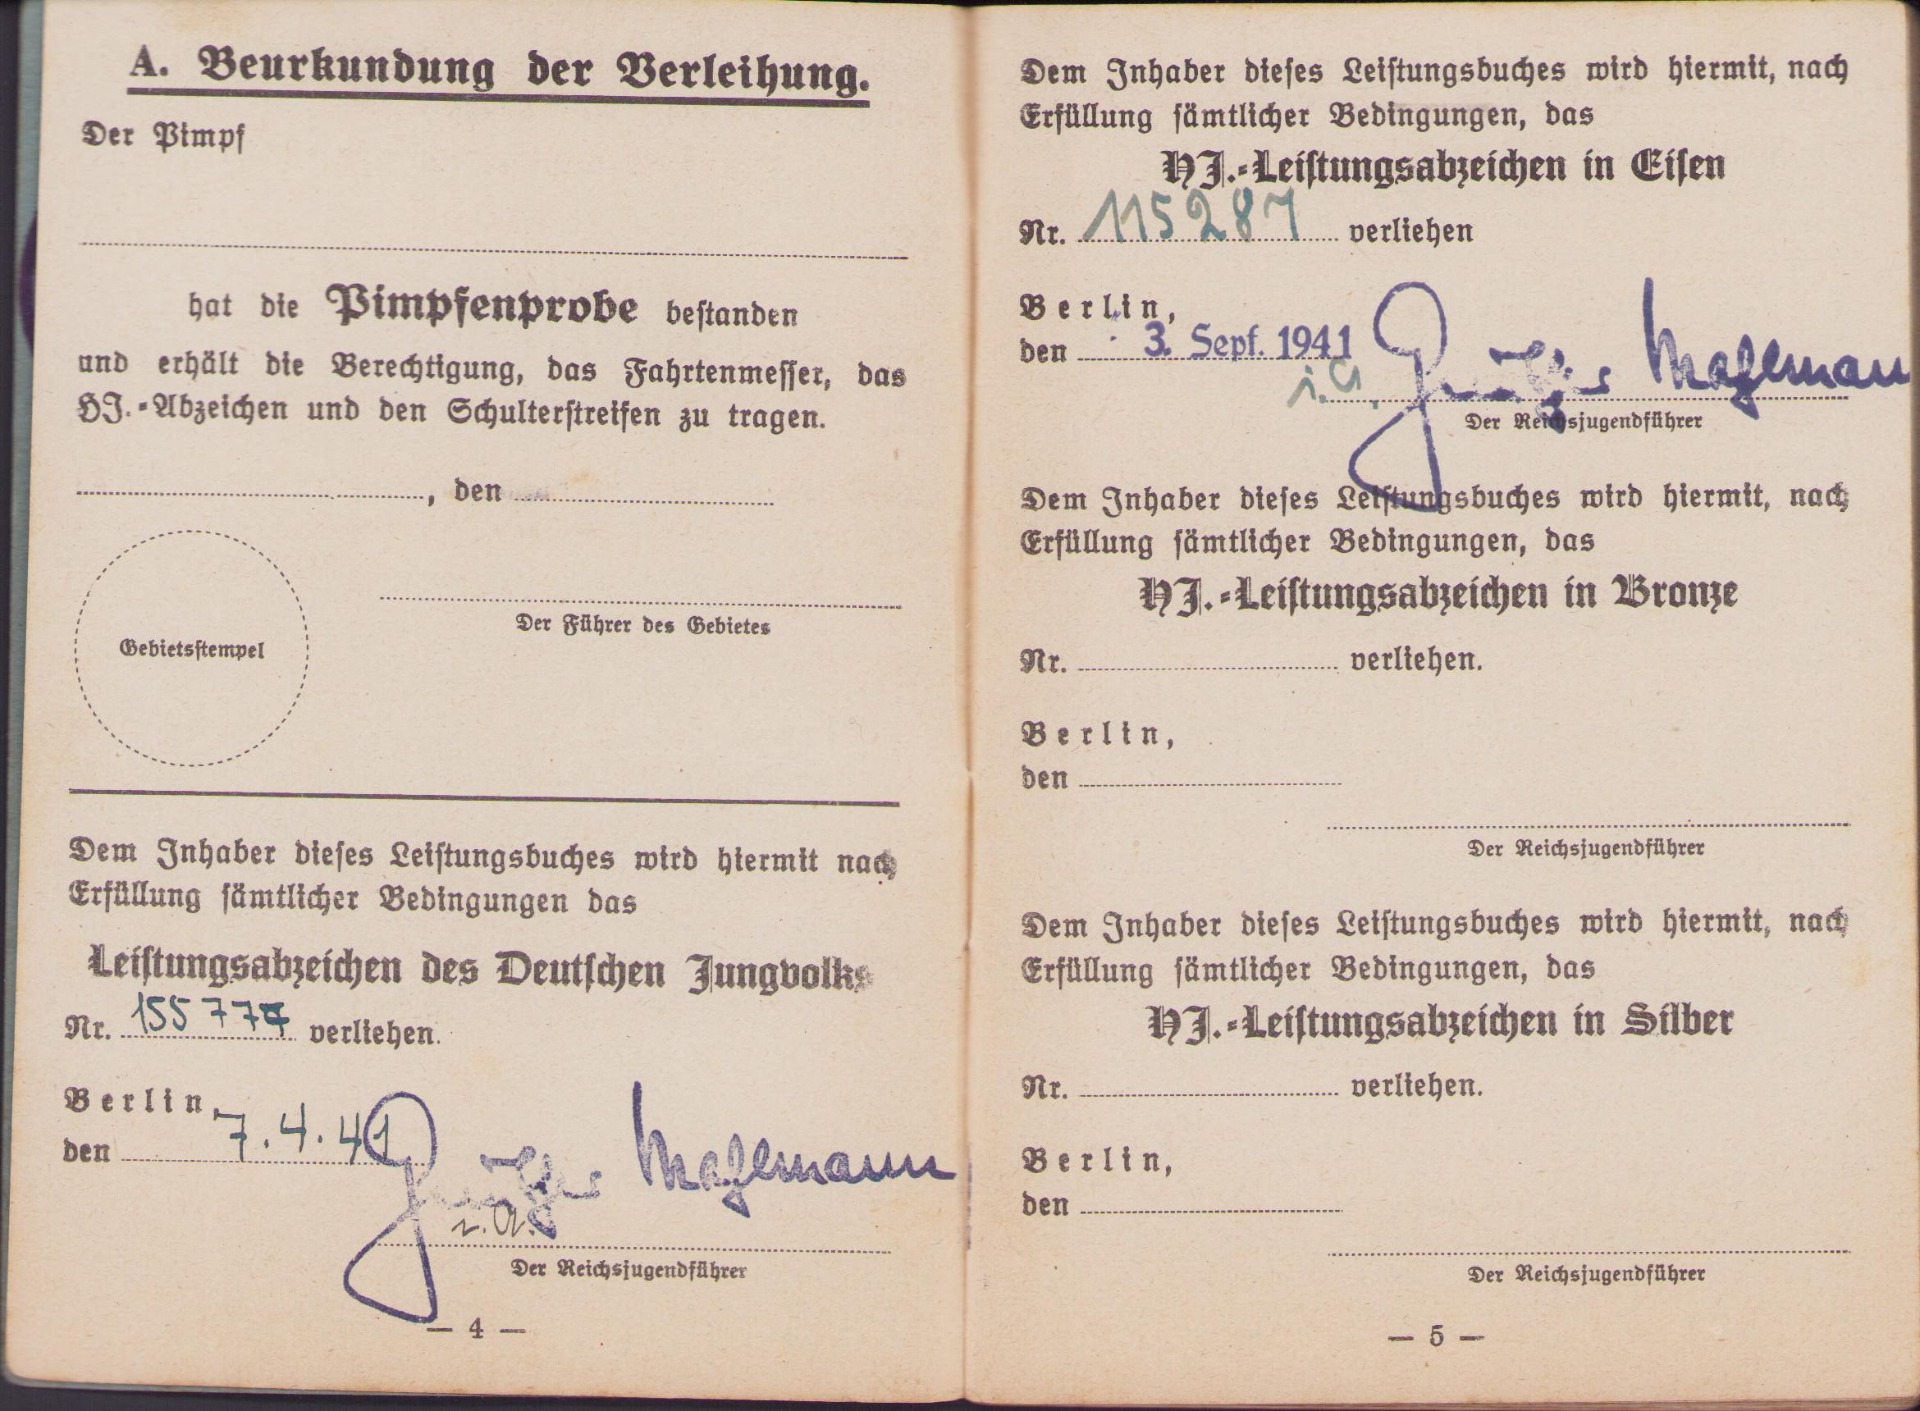 A. Beurkundung der Verleihung.
Der Pimpf
hat die Pimpfenprobe bestanden
und erhält die Berechtigung, das Fahrtenmesser, das
HJ.-Abzeichen und den Schulterstreifen zu tragen.
, den
Gebietsstempel
Der Führer des Gebietes
Dem Inhaber dieses Leistungsbuches wird hiermit nach
Erfüllung sämtlicher Bedingungen das
Leistungsabzeichen des Deutschen Jungvolks
Nr. 155777 verliehen.
Berlin,
den 7.4.41
i.A.
Der Reichsjugendführer
— 4 —
Dem Inhaber dieses Leistungsbuches wird hiermit, nach
Erfüllung sämtlicher Bedingungen, das
HJ.-Leistungsabzeichen in Eisen
Nr. 115287 verliehen
Berlin,
den 3. Sept. 1941
i.A.
Der Reichsjugendführer
Dem Inhaber dieses Leistungsbuches wird hiermit, nach
Erfüllung sämtlicher Bedingungen, das
HJ.-Leistungsabzeichen in Bronze
Nr. verliehen.
Berlin,
den
Der Reichsjugendführer
Dem Inhaber dieses Leistungsbuches wird hiermit, nach
Erfüllung sämtlicher Bedingungen, das
HJ.-Leistungsabzeichen in Silber
Nr. verliehen.
Berlin,
den
Der Reichsjugendführer
— 5 —